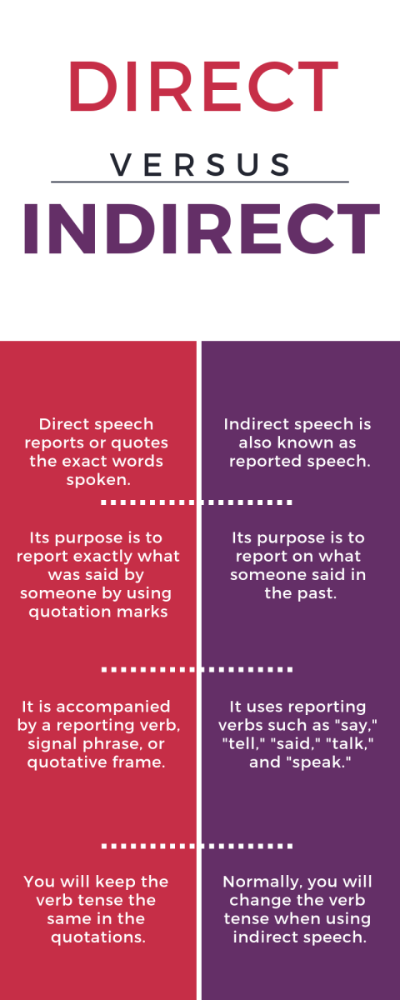 DIRECT
VERSUS
INDIRECT
Direct speech
reports or quotes
the exact words
spoken.
Indirect speech is
also known as
reported speech.
Its purpose is to
report exactly what
was said by
someone by using
quotation marks
Its purpose is to
report on what
someone said in
the past.
It is accompanied
by a reporting verb,
signal phrase, or
quotative frame.
It uses reporting
verbs such as "say,"
"tell," "said," "talk,"
and "speak."
You will keep the
verb tense the
same in the
quotations.
Normally, you will
change the verb
tense when using
indirect speech.